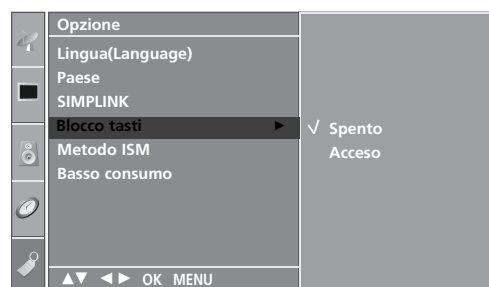 Opzione
Lingua(Language)
Paese
SIMPLINK
Blocco tasti ►
Metodo ISM
Basso consumo
√ Spento
Acceso
▲▼ ◄► OK MENU